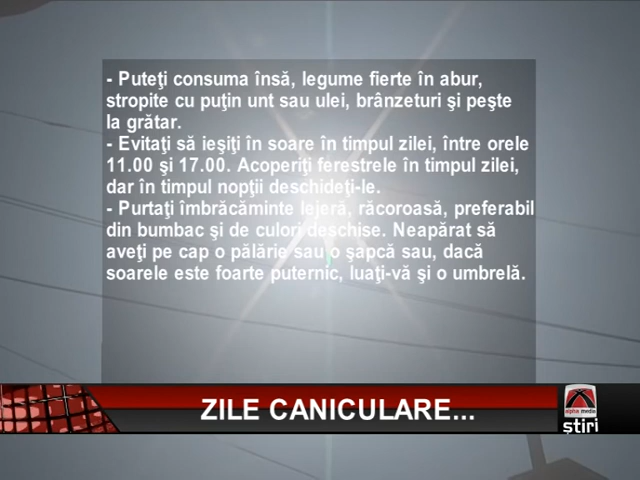 - Puteţi consuma însă, legume fierte în abur,
stropite cu puţin unt sau ulei, brânzeturi şi peşte
la grătar.
- Evitaţi să ieşiţi în soare în timpul zilei, între orele
11.00 şi 17.00. Acoperiţi ferestrele în timpul zilei,
dar în timpul nopţii deschideţi-le.
- Purtaţi îmbrăcăminte lejeră, răcoroasă, preferabil
din bumbac şi de culori deschise. Neapărat să
aveţi pe cap o pălărie sau o şapcă sau, dacă
soarele este foarte puternic, luaţi-vă şi o umbrelă.
ZILE CANICULARE...
alpha media
ştiri